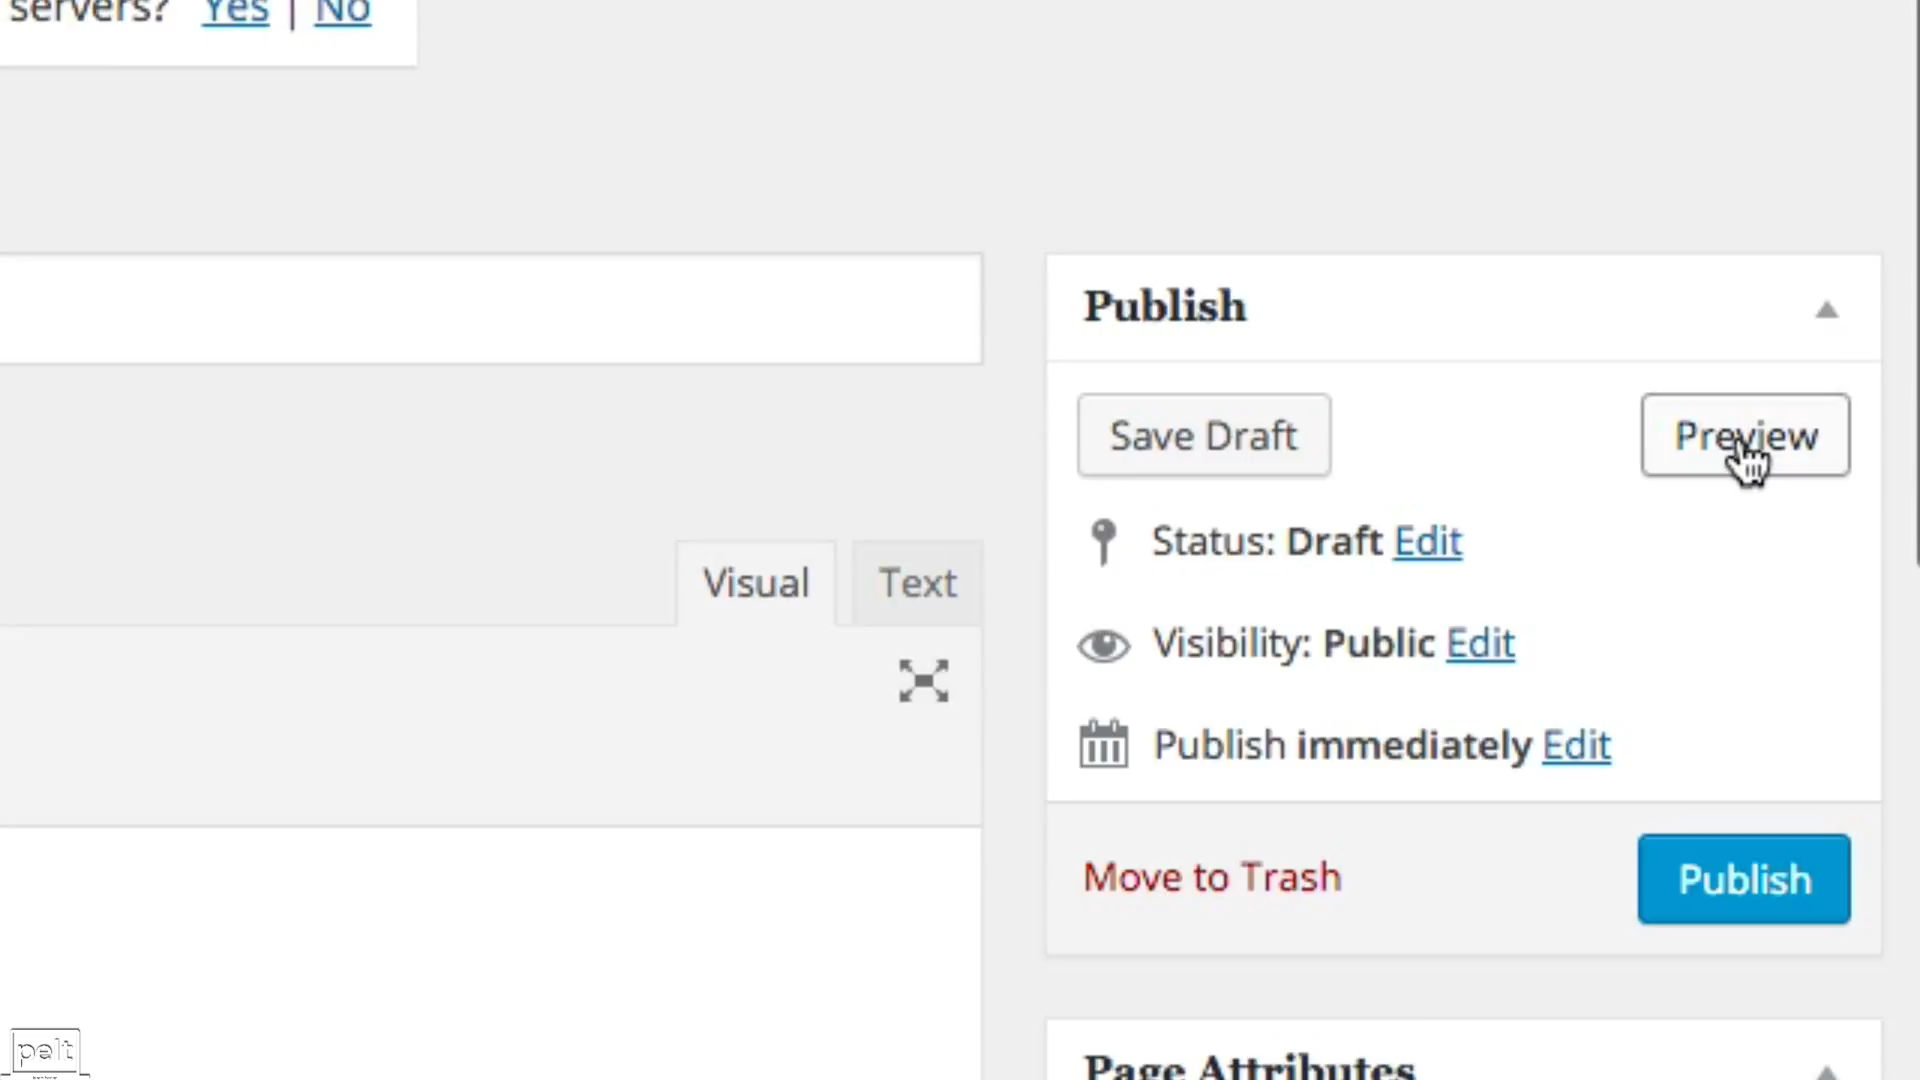 servers? Yes | No
Publish
Save Draft Preview
Status: Draft Edit
Visual Text
Visibility: Public Edit
Publish immediately Edit
Move to Trash Publish
Page Attributes
pelt